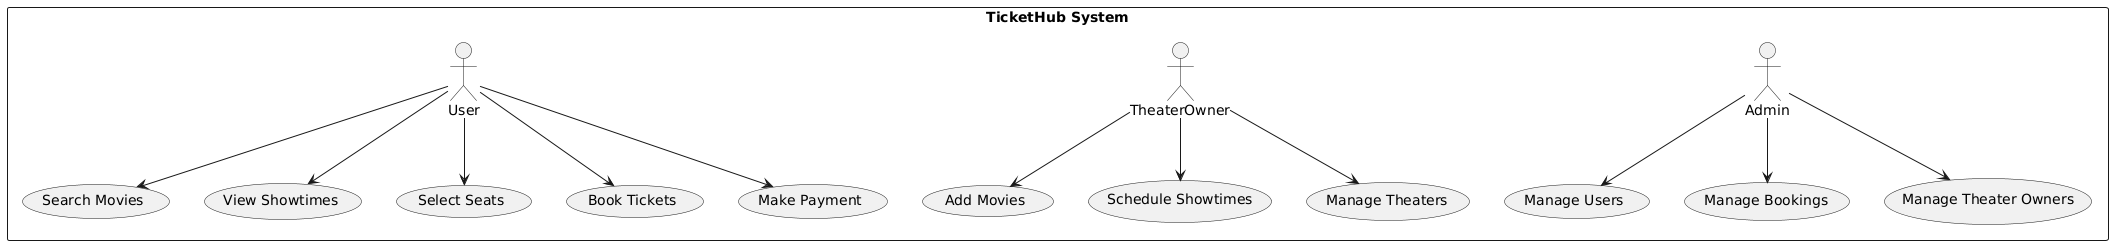 TicketHub System
User
TheaterOwner
Admin
Search Movies
View Showtimes
Select Seats
Book Tickets
Make Payment
Add Movies
Schedule Showtimes
Manage Theaters
Manage Users
Manage Bookings
Manage Theater Owners